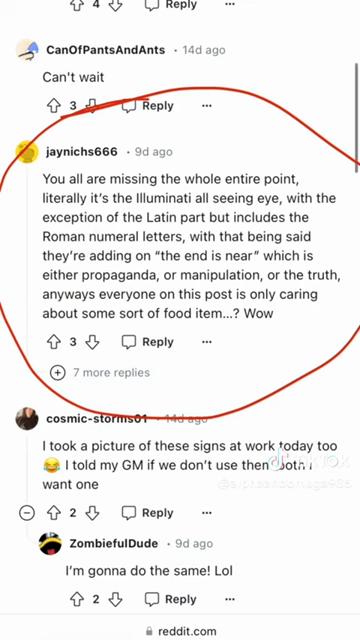 4 Reply ...
CanOfPantsAndAnts • 14d ago
Can't wait
3 Reply ...
jaynichs666 • 9d ago
You all are missing the whole entire point,
literally it's the Illuminati all seeing eye, with the
exception of the Latin part but includes the
Roman numeral letters, with that being said
they're adding on "the end is near" which is
either propaganda, or manipulation, or the truth,
anyways everyone on this post is only caring
about some sort of food item...? Wow
3 Reply ...
7 more replies
cosmic-storms01 • 14d ago
I took a picture of these signs at work today too
😂 I told my GM if we don't use them both I
want one
TikTok
2 Reply ...
ZombiefulDude • 9d ago
I'm gonna do the same! Lol
2 Reply ...
reddit.com